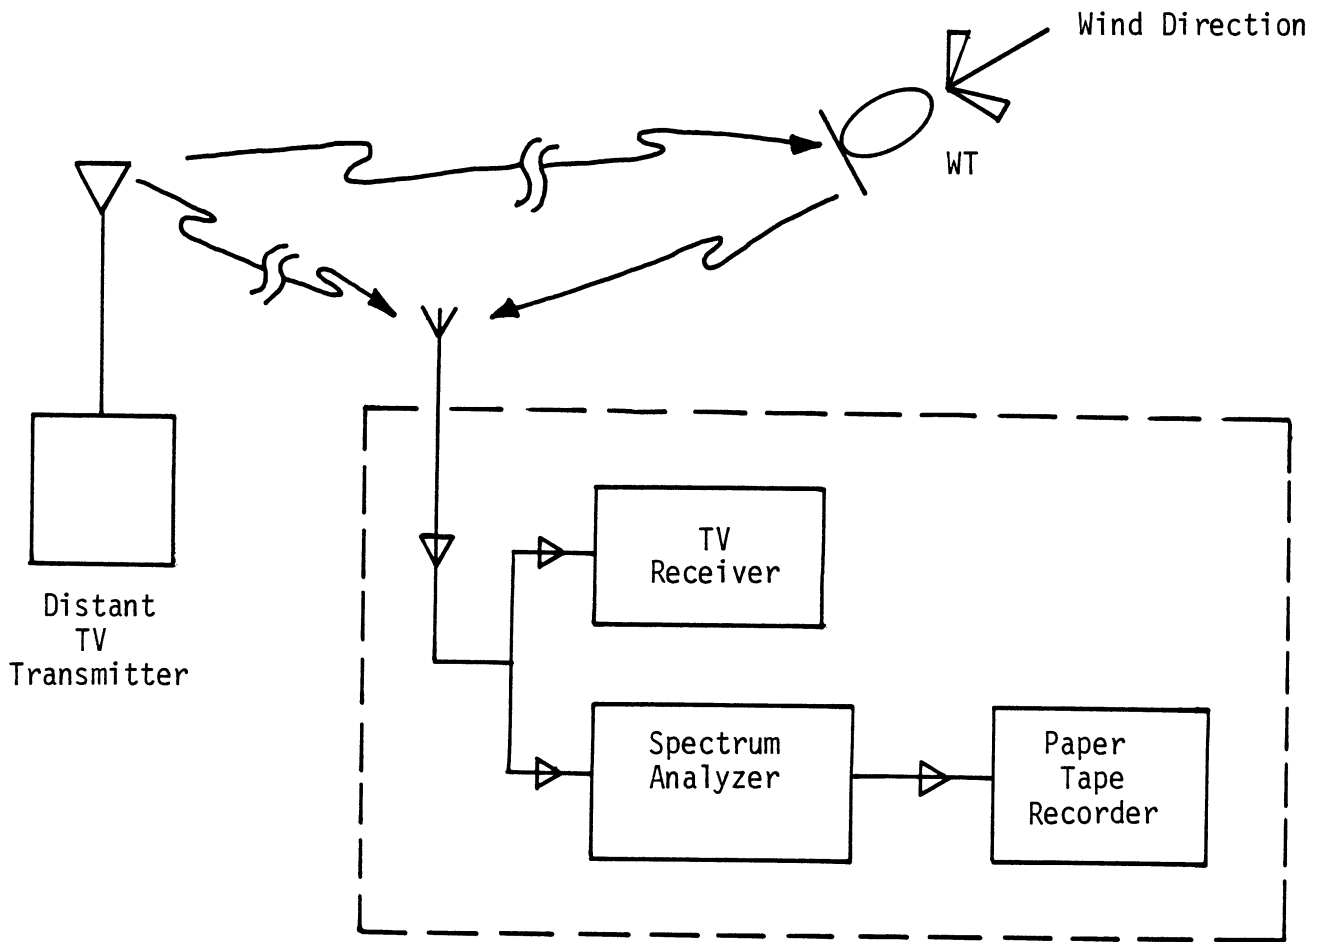 Wind Direction
WT
Distant
TV
Transmitter
TV
Receiver
Spectrum
Analyzer
Paper
Tape
Recorder